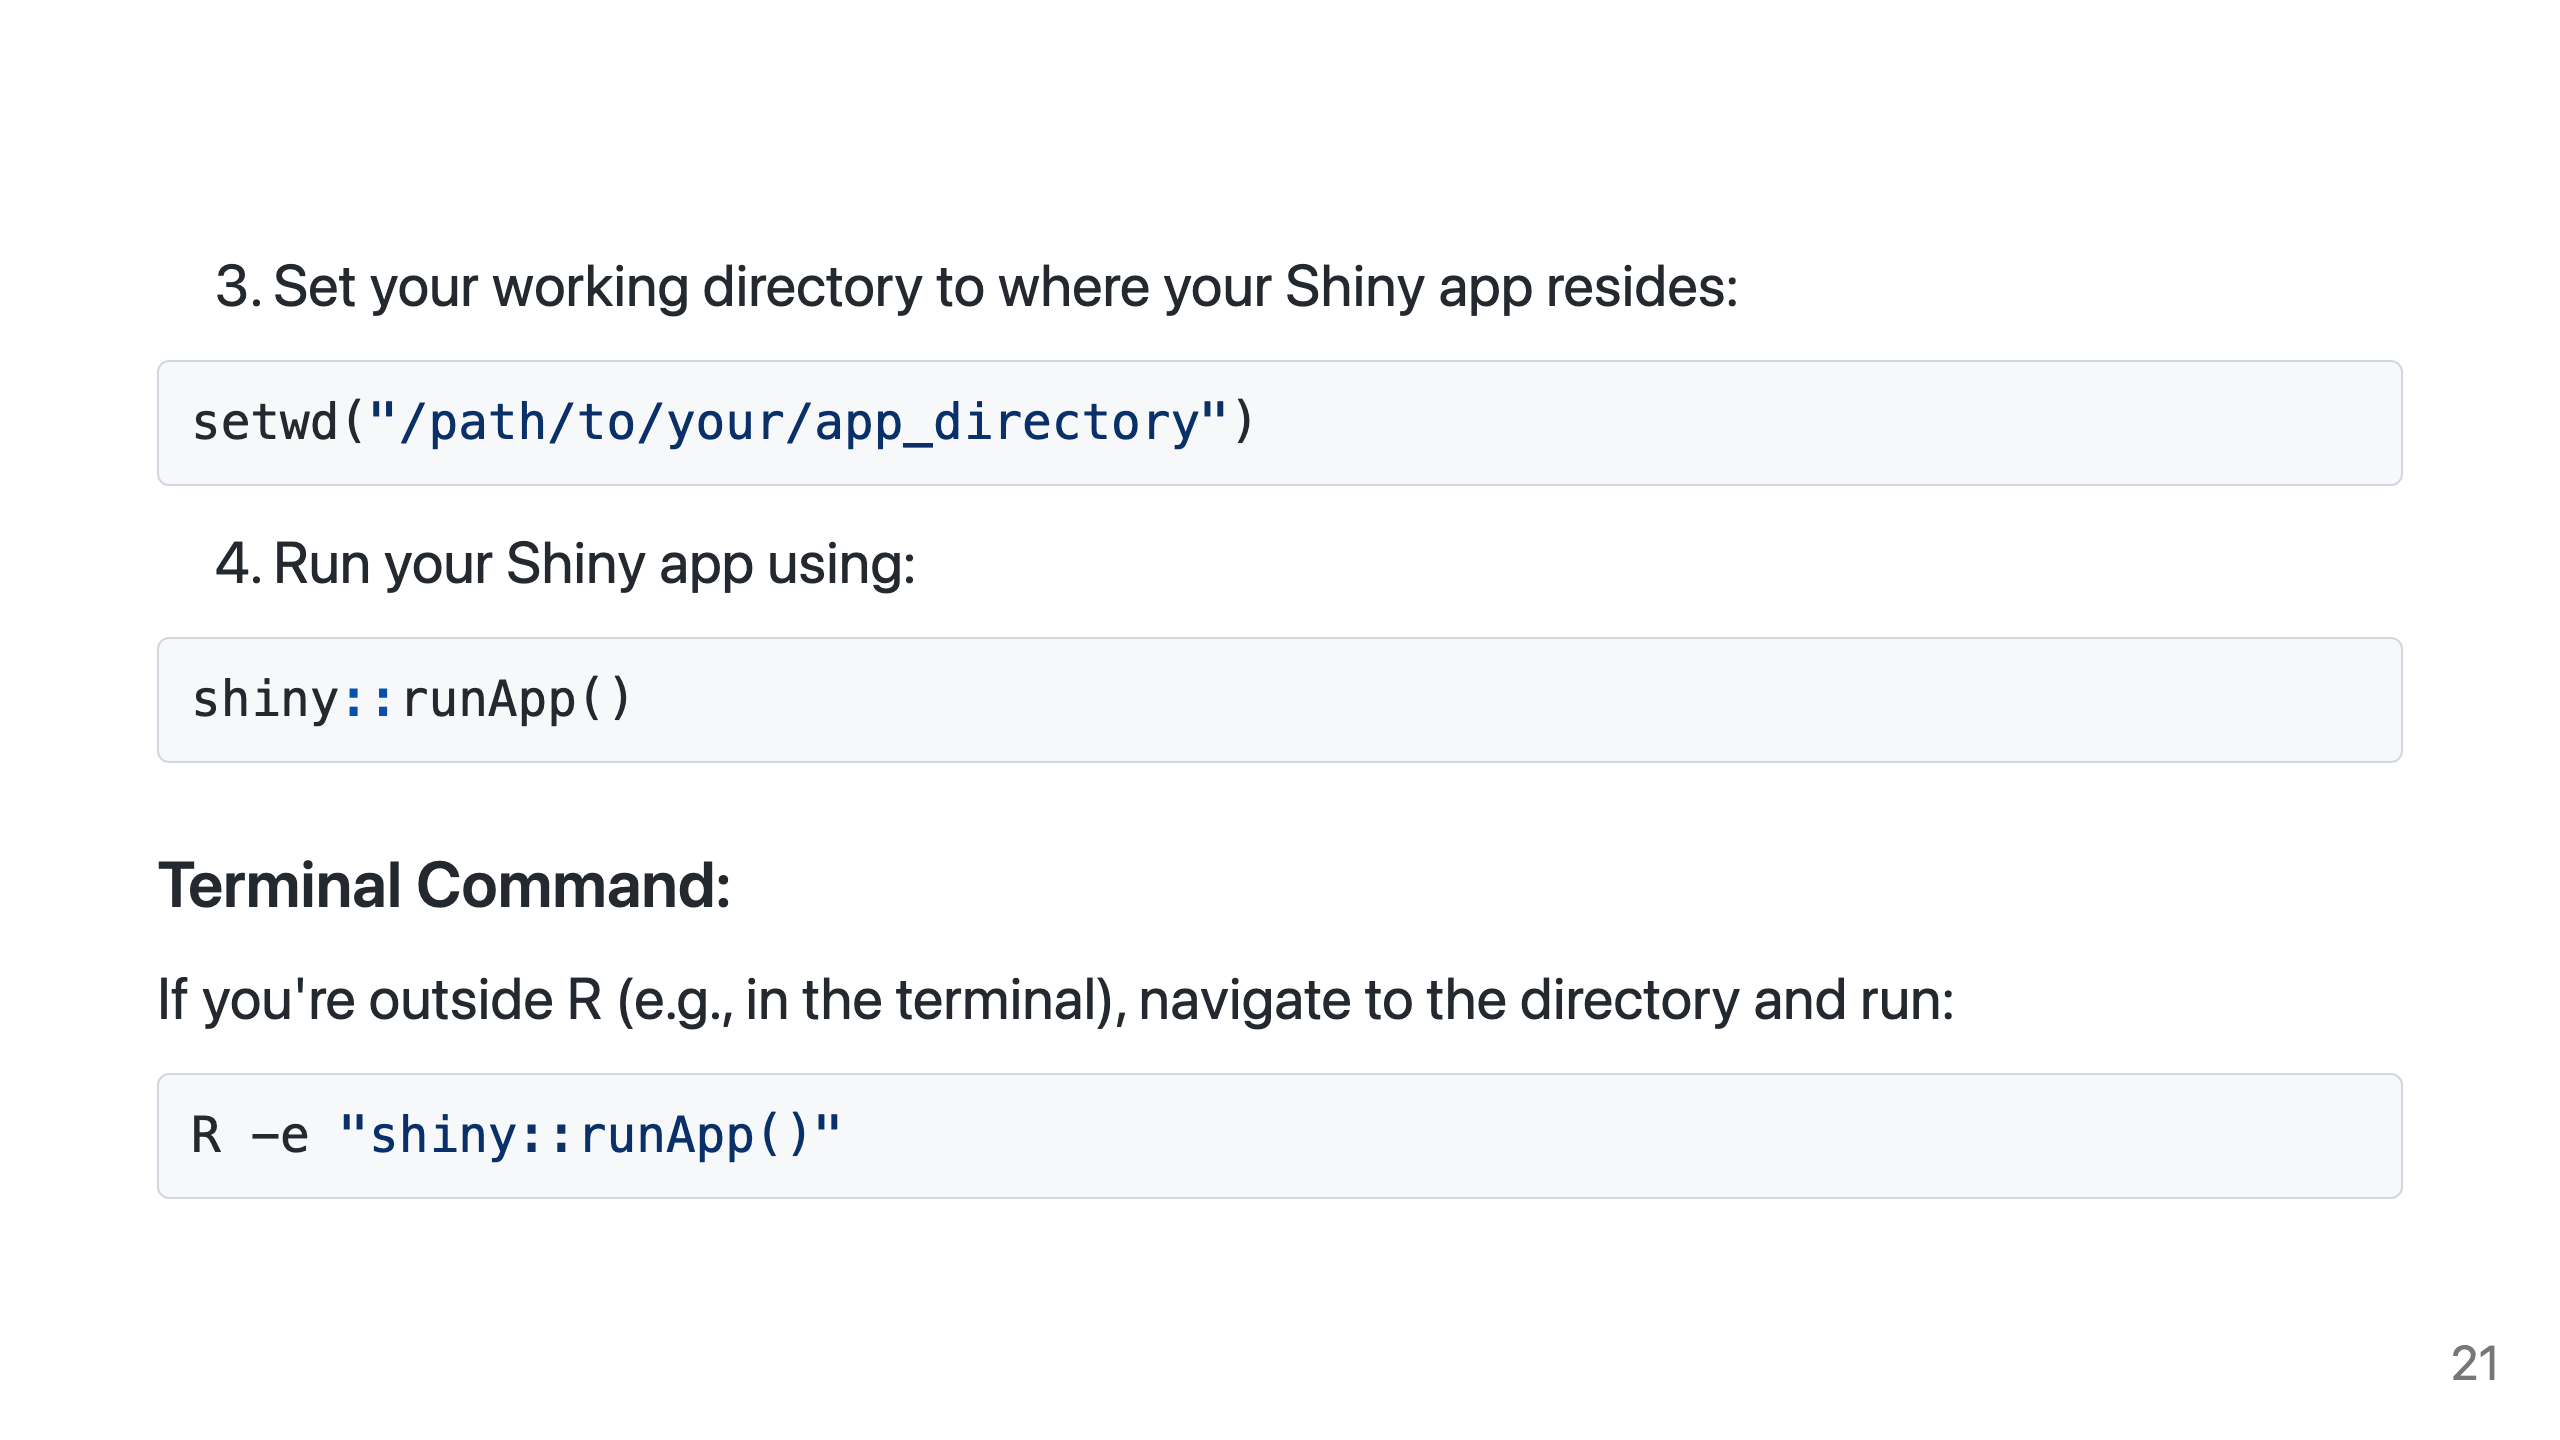 3. Set your working directory to where your Shiny app resides:
setwd("/path/to/your/app_directory")
4. Run your Shiny app using:
shiny::runApp()
Terminal Command:
If you're outside R (e.g., in the terminal), navigate to the directory and run:
R -e "shiny::runApp()"
21